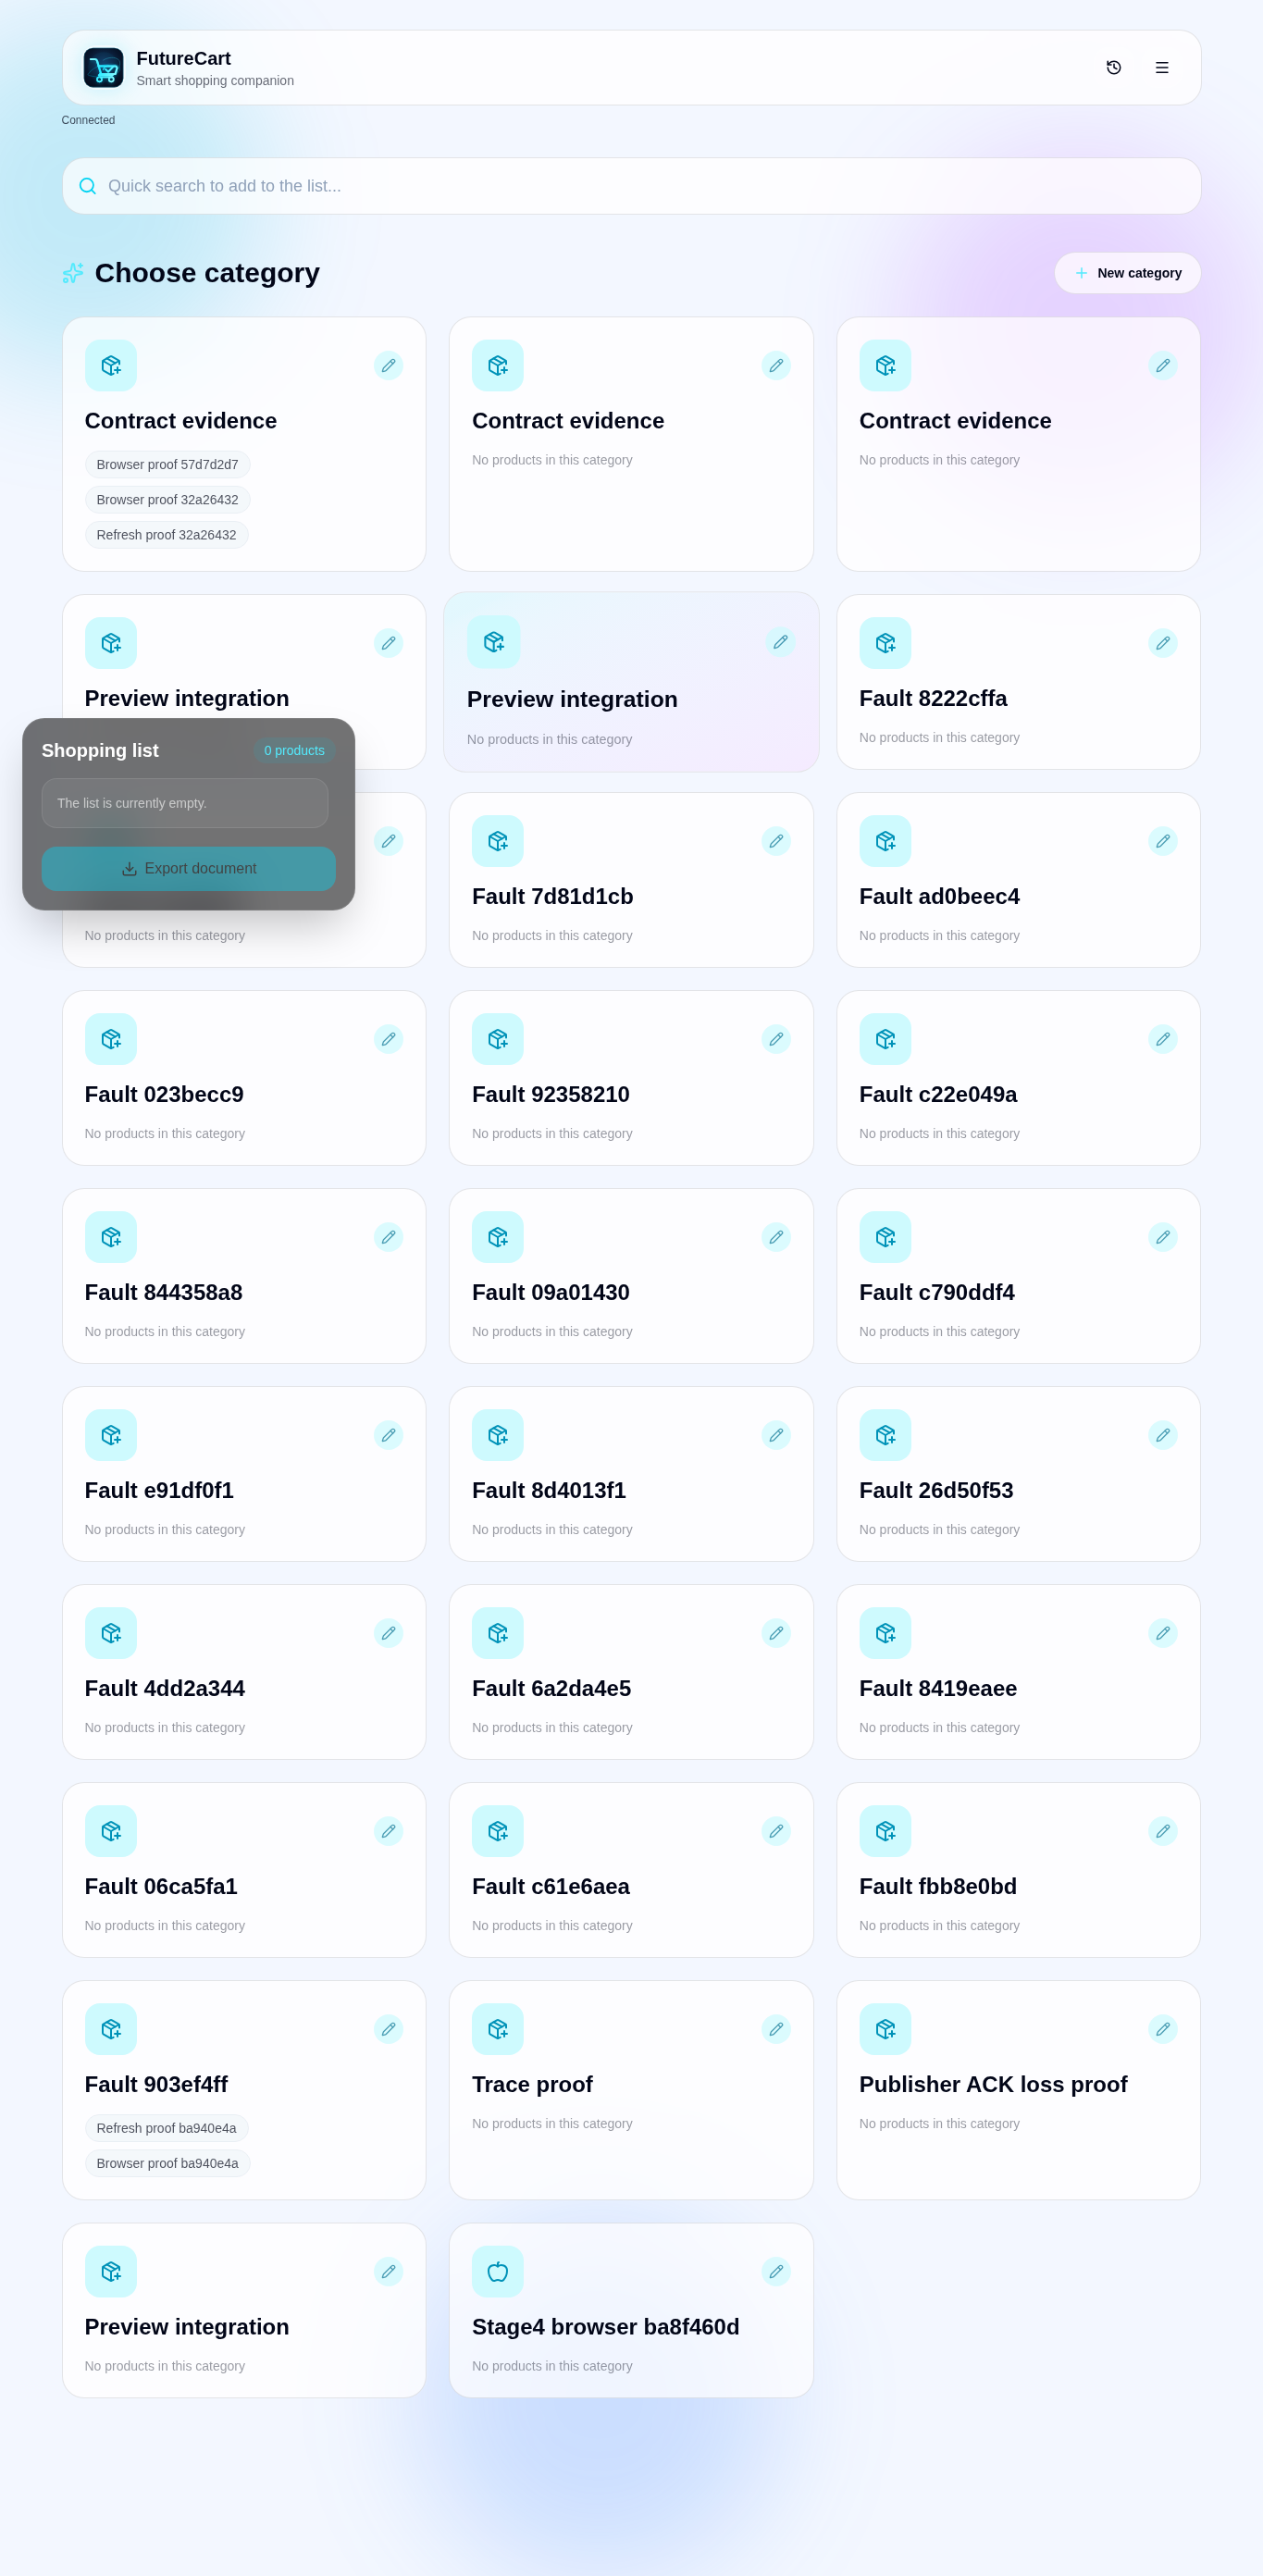 FutureCart
Smart shopping companion
Connected
Quick search to add to the list...
Choose category
New category
Contract evidence
Browser proof 57d7d2d7
Browser proof 32a26432
Refresh proof 32a26432
Contract evidence
No products in this category
Contract evidence
No products in this category
Preview integration
Preview integration
No products in this category
Fault 8222cffa
No products in this category
Shopping list
0 products
The list is currently empty.
Export document
No products in this category
Fault 7d81d1cb
No products in this category
Fault ad0beec4
No products in this category
Fault 023becc9
No products in this category
Fault 92358210
No products in this category
Fault c22e049a
No products in this category
Fault 844358a8
No products in this category
Fault 09a01430
No products in this category
Fault c790ddf4
No products in this category
Fault e91df0f1
No products in this category
Fault 8d4013f1
No products in this category
Fault 26d50f53
No products in this category
Fault 4dd2a344
No products in this category
Fault 6a2da4e5
No products in this category
Fault 8419eaee
No products in this category
Fault 06ca5fa1
No products in this category
Fault c61e6aea
No products in this category
Fault fbb8e0bd
No products in this category
Fault 903ef4ff
Refresh proof ba940e4a
Browser proof ba940e4a
Trace proof
No products in this category
Publisher ACK loss proof
No products in this category
Preview integration
No products in this category
Stage4 browser ba8f460d
No products in this category